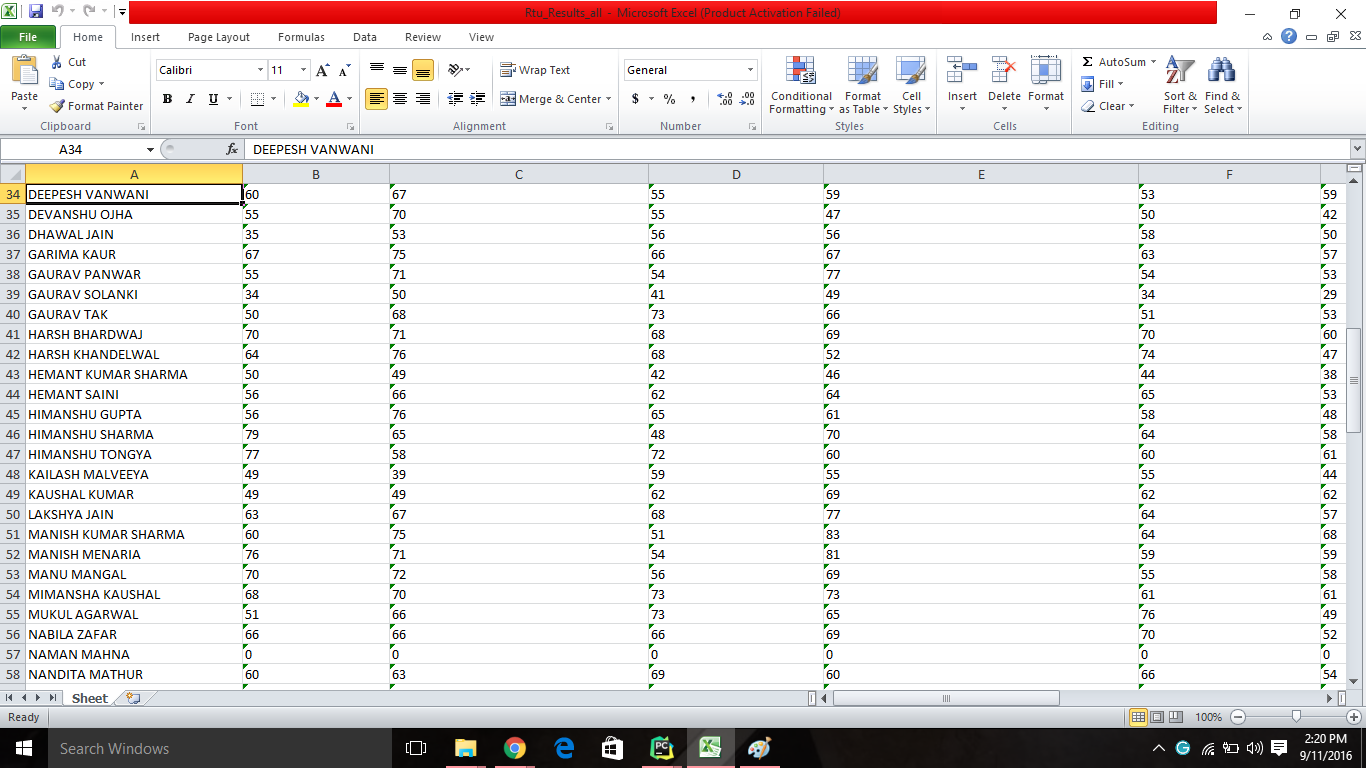 Rtu_Results_all - Microsoft Excel (Product Activation Failed)
File Home Insert Page Layout Formulas Data Review View
Paste Cut Copy Format Painter Clipboard
Calibri 11 B I U Font
Wrap Text Merge & Center Alignment
General $ % , Number
Conditional Formatting Format as Table Cell Styles Styles
Insert Delete Format Cells
AutoSum Fill Clear Sort & Filter Find & Select Editing
A34 fx DEEPESH VANWANI
A B C D E F
34 DEEPESH VANWANI 60 67 55 59 53 59
35 DEVANSHU OJHA 55 70 55 47 50 42
36 DHAWAL JAIN 35 53 56 56 58 50
37 GARIMA KAUR 67 75 66 67 63 57
38 GAURAV PANWAR 55 71 54 77 54 53
39 GAURAV SOLANKI 34 50 41 49 34 29
40 GAURAV TAK 50 68 73 66 51 53
41 HARSH BHARDWAJ 70 71 68 69 70 60
42 HARSH KHANDELWAL 64 76 68 52 74 47
43 HEMANT KUMAR SHARMA 50 49 42 46 44 38
44 HEMANT SAINI 56 66 62 64 65 53
45 HIMANSHU GUPTA 56 76 65 61 58 48
46 HIMANSHU SHARMA 79 65 48 70 64 58
47 HIMANSHU TONGYA 77 58 72 60 60 61
48 KAILASH MALVEEYA 49 39 59 55 55 44
49 KAUSHAL KUMAR 49 49 62 69 62 62
50 LAKSHYA JAIN 63 67 68 77 64 57
51 MANISH KUMAR SHARMA 60 75 51 83 64 68
52 MANISH MENARIA 76 71 54 81 59 59
53 MANU MANGAL 70 72 56 69 55 58
54 MIMANSHA KAUSHAL 68 70 73 73 61 61
55 MUKUL AGARWAL 51 66 73 65 76 49
56 NABILA ZAFAR 66 66 66 69 70 52
57 NAMAN MAHNA 0 0 0 0 0 0
58 NANDITA MATHUR 60 63 69 60 66 54
Sheet
Ready 100%
Search Windows 2:20 PM
9/11/2016